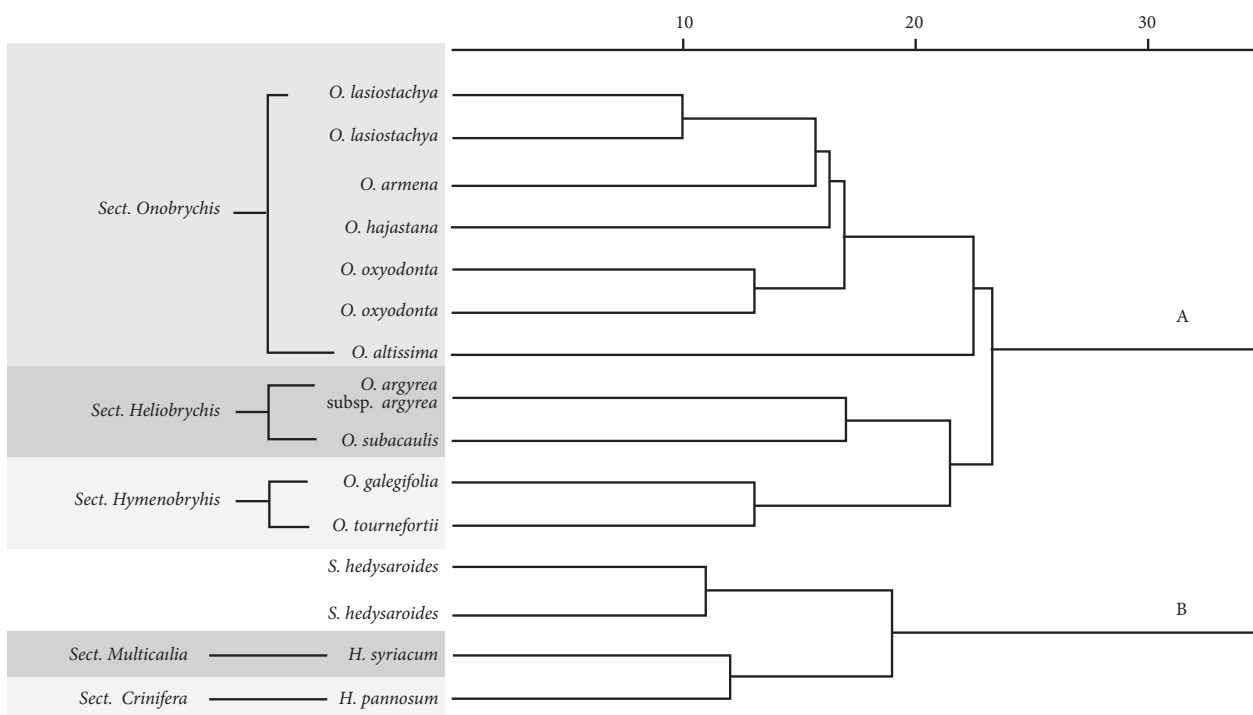 10 20 30
O. lasiostachya
O. lasiostachya
O. armena
Sect. Onobrychis
O. hajastana
O. oxyodonta
O. oxyodonta
A
O. altissima
O. argyrea
subsp. argyrea
Sect. Heliobrychis
O. subacaulis
O. galegifolia
Sect. Hymenobryhis
O. tournefortii
S. hedysaroides
S. hedysaroides
B
Sect. Multicailia H. syriacum
Sect. Crinifera H. pannosum